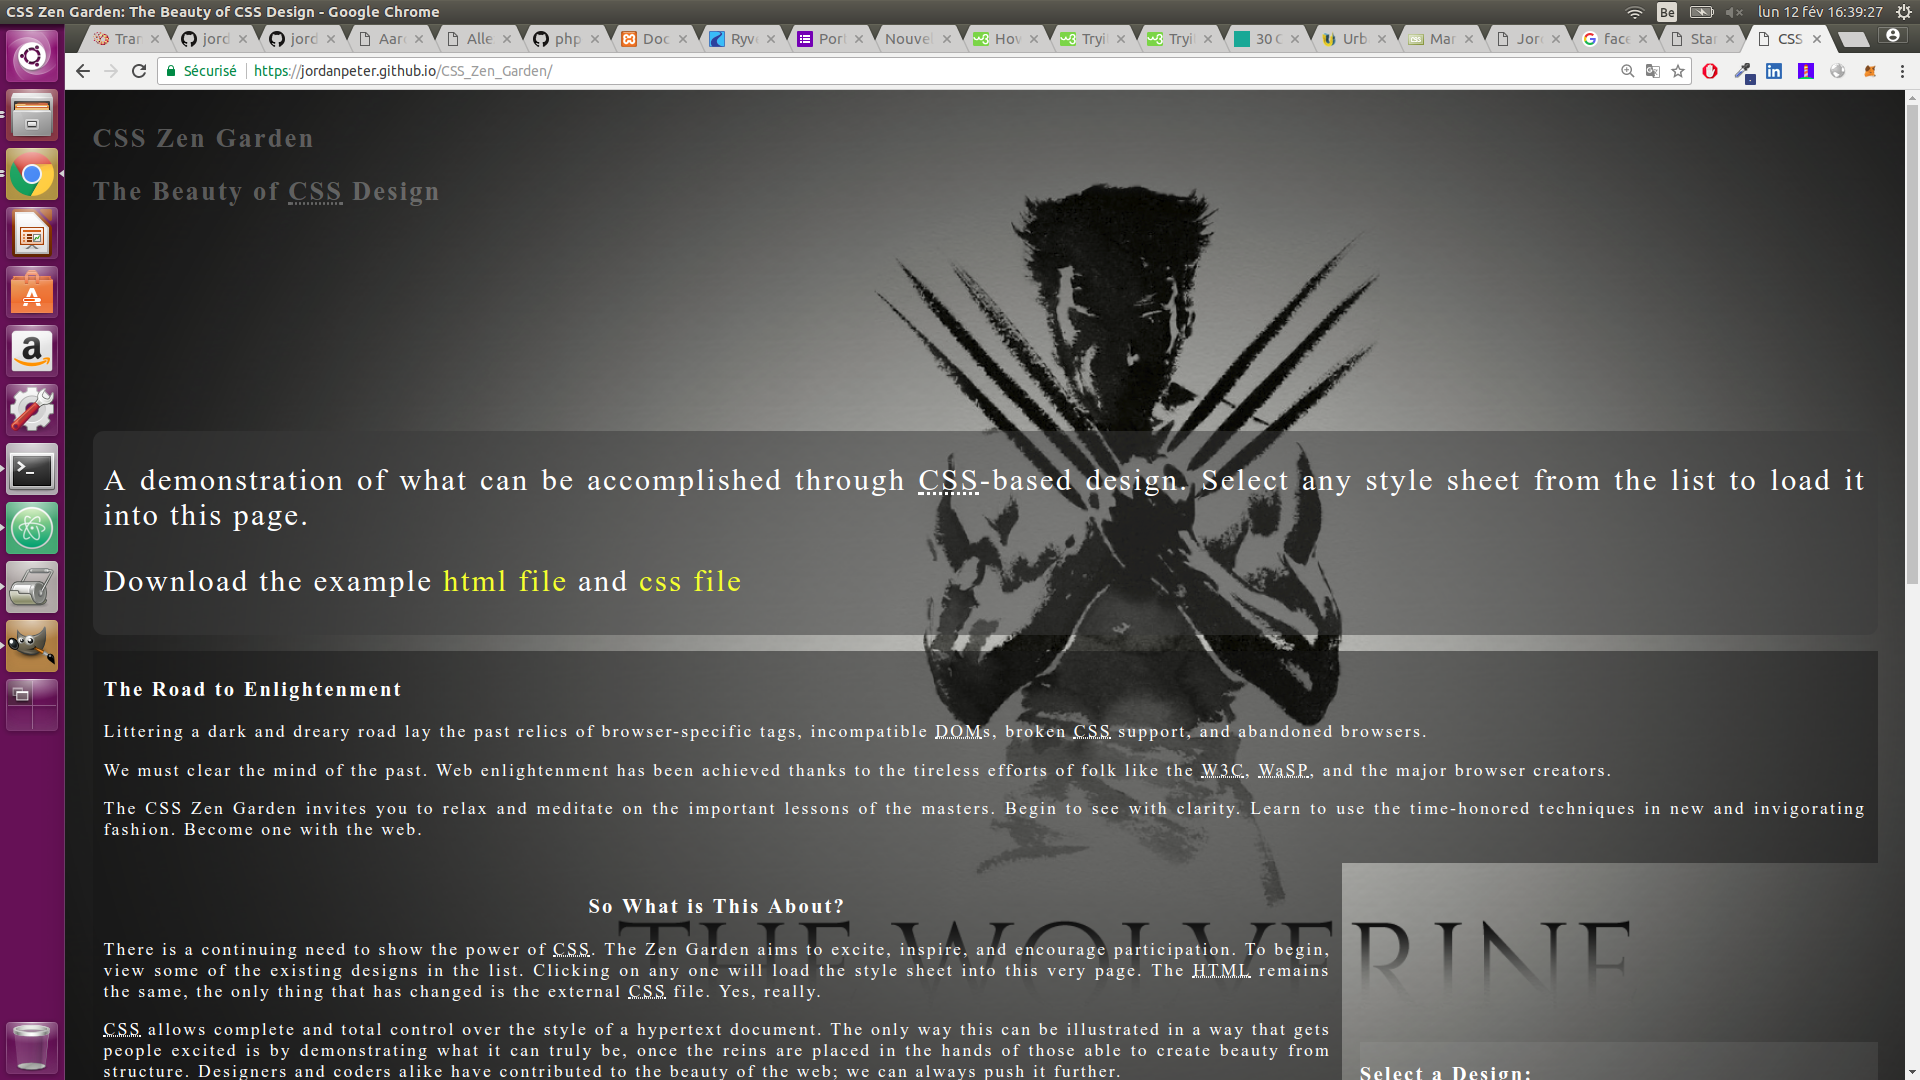 CSS Zen Garden: The Beauty of CSS Design - Google Chrome
Be
lun 12 fév 16:39:27
Tran
jord
jord
Aar
Alle
php
Doc
Ryve
Port
Nouvel
Hov
Tryi
Tryi
30 C
Urb
Mar
Jor
face
Star
CSS
Sécurisé
https://jordanpeter.github.io/CSS_Zen_Garden/
CSS Zen Garden
The Beauty of CSS Design
A demonstration of what can be accomplished through CSS-based design. Select any style sheet from the list to load it
into this page.
Download the example html file and css file
The Road to Enlightenment
Littering a dark and dreary road lay the past relics of browser-specific tags, incompatible DOMs, broken CSS support, and abandoned browsers.
We must clear the mind of the past. Web enlightenment has been achieved thanks to the tireless efforts of folk like the W3C, WaSP, and the major browser creators.
The CSS Zen Garden invites you to relax and meditate on the important lessons of the masters. Begin to see with clarity. Learn to use the time-honored techniques in new and invigorating
fashion. Become one with the web.
So What is This About?
THE WOLVERINE
There is a continuing need to show the power of CSS. The Zen Garden aims to excite, inspire, and encourage participation. To begin,
view some of the existing designs in the list. Clicking on any one will load the style sheet into this very page. The HTML remains
the same, the only thing that has changed is the external CSS file. Yes, really.
CSS allows complete and total control over the style of a hypertext document. The only way this can be illustrated in a way that gets
people excited is by demonstrating what it can truly be, once the reins are placed in the hands of those able to create beauty from
structure. Designers and coders alike have contributed to the beauty of the web; we can always push it further.
Select a Design: